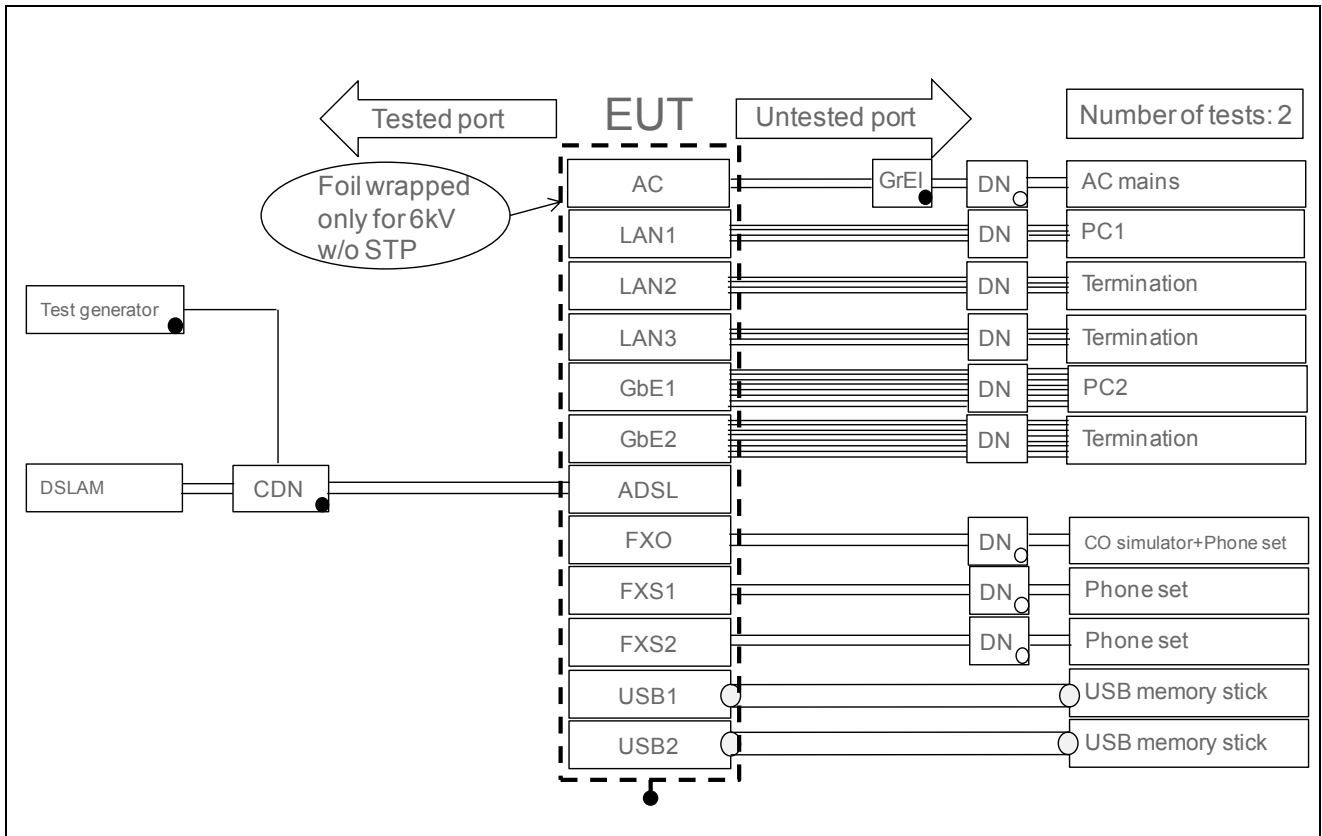 Tested port
EUT
Untested port
Number of tests: 2
Foil wrapped
only for 6kV
w/o STP
AC
GrEl
DN
AC mains
LAN1
DN
PC1
LAN2
DN
Termination
Test generator
LAN3
DN
Termination
GbE1
DN
PC2
GbE2
DN
Termination
DSLAM
CDN
ADSL
FXO
DN
CO simulator+Phone set
FXS1
DN
Phone set
FXS2
DN
Phone set
USB1
USB memory stick
USB2
USB memory stick